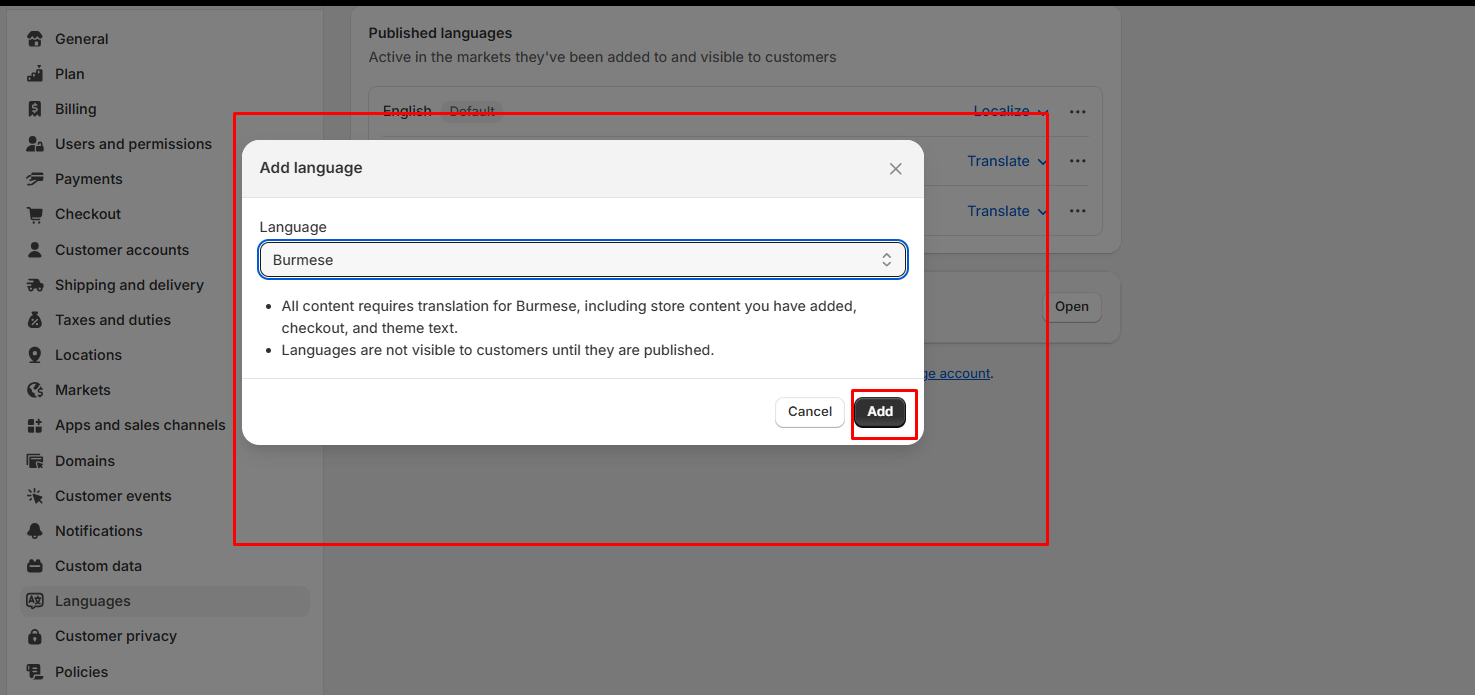 General
Plan
Billing
Users and permissions
Payments
Checkout
Customer accounts
Shipping and delivery
Taxes and duties
Locations
Markets
Apps and sales channels
Domains
Customer events
Notifications
Custom data
Languages
Customer privacy
Policies
Published languages
Active in the markets they've been added to and visible to customers
English Default Localize
Translate
Translate
Open
account.
Add language
Language
Burmese
All content requires translation for Burmese, including store content you have added,
checkout, and theme text.
Languages are not visible to customers until they are published.
Cancel Add